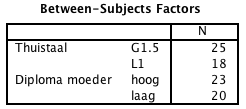 Between-Subjects Factors
N
Thuistaal G1.5 25
L1 18
Diploma moeder hoog 23
laag 20